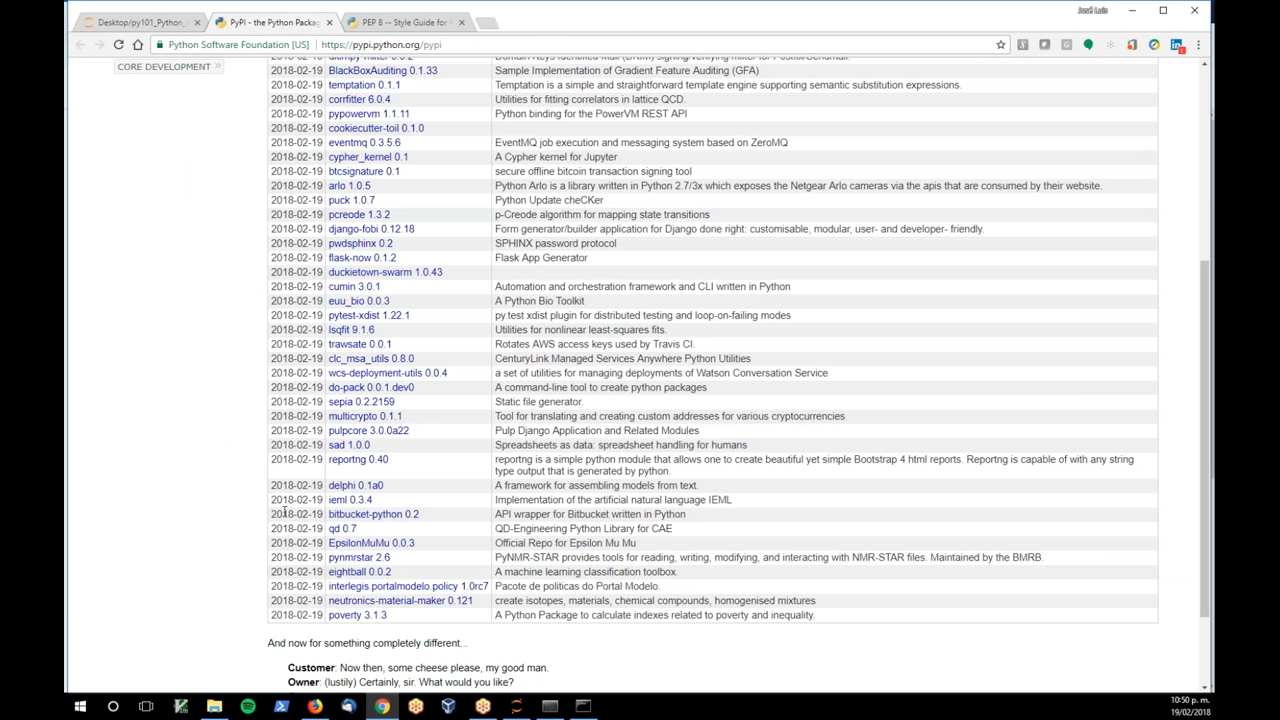 José Luis
Desktop/py101_Python_
PyPI - the Python Packag
PEP 8 -- Style Guide for
Python Software Foundation [US]
https://pypi.python.org/pypi
CORE DEVELOPMENT »
2018-02-19 BlackBoxAuditing 0.1.33 Sample Implementation of Gradient Feature Auditing (GFA)
2018-02-19 temptation 0.1.1 Temptation is a simple and straightforward template engine supporting semantic substitution expressions.
2018-02-19 corrfitter 6.0.4 Utilities for fitting correlators in lattice QCD.
2018-02-19 pypowervm 1.1.11 Python binding for the PowerVM REST API
2018-02-19 cookiecutter-toil 0.1.0
2018-02-19 eventmq 0.3.5.6 EventMQ job execution and messaging system based on ZeroMQ
2018-02-19 cypher_kernel 0.1 A Cypher kernel for Jupyter
2018-02-19 btcsignature 0.1 secure offline bitcoin transaction signing tool
2018-02-19 arlo 1.0.5 Python Arlo is a library written in Python 2.7/3x which exposes the Netgear Arlo cameras via the apis that are consumed by their website.
2018-02-19 puck 1.0.7 Python Update cheCKer
2018-02-19 pcreode 1.3.2 p-Creode algorithm for mapping state transitions
2018-02-19 django-fobi 0.12.18 Form generator/builder application for Django done right: customisable, modular, user- and developer- friendly.
2018-02-19 pwdsphinx 0.2 SPHINX password protocol
2018-02-19 flask-now 0.1.2 Flask App Generator
2018-02-19 duckietown-swarm 1.0.43
2018-02-19 cumin 3.0.1 Automation and orchestration framework and CLI written in Python
2018-02-19 euu_bio 0.0.3 A Python Bio Toolkit
2018-02-19 pytest-xdist 1.22.1 py.test xdist plugin for distributed testing and loop-on-failing modes
2018-02-19 lsqfit 9.1.6 Utilities for nonlinear least-squares fits.
2018-02-19 trawsate 0.0.1 Rotates AWS access keys used by Travis CI.
2018-02-19 clc_msa_utils 0.8.0 CenturyLink Managed Services Anywhere Python Utilities
2018-02-19 wcs-deployment-utils 0.0.4 a set of utilities for managing deployments of Watson Conversation Service
2018-02-19 do-pack 0.0.1.dev0 A command-line tool to create python packages
2018-02-19 sepia 0.2.2159 Static file generator.
2018-02-19 multicrypto 0.1.1 Tool for translating and creating custom addresses for various cryptocurrencies
2018-02-19 pulpcore 3.0.0a22 Pulp Django Application and Related Modules
2018-02-19 sad 1.0.0 Spreadsheets as data: spreadsheet handling for humans
2018-02-19 reportng 0.40 reportng is a simple python module that allows one to create beautiful yet simple Bootstrap 4 html reports. Reportng is capable of with any string
type output that is generated by python.
2018-02-19 delphi 0.1a0 A framework for assembling models from text.
2018-02-19 ieml 0.3.4 Implementation of the artificial natural language IEML
2018-02-19 bitbucket-python 0.2 API wrapper for Bitbucket written in Python
2018-02-19 qd 0.7 QD-Engineering Python Library for CAE
2018-02-19 EpsilonMuMu 0.0.3 Official Repo for Epsilon Mu Mu
2018-02-19 pynmrstar 2.6 PyNMR-STAR provides tools for reading, writing, modifying, and interacting with NMR-STAR files. Maintained by the BMRB.
2018-02-19 eightball 0.0.2 A machine learning classification toolbox.
2018-02-19 interlegis.portalmodelo.policy 1.0rc7 Pacote de politicas do Portal Modelo.
2018-02-19 neutronics-material-maker 0.121 create isotopes, materials, chemical compounds, homogenised mixtures
2018-02-19 poverty 3.1.3 A Python Package to calculate indexes related to poverty and inequality.
And now for something completely different...
Customer: Now then, some cheese please, my good man.
Owner: (lustily) Certainly, sir. What would you like?
10:50 p. m.
19/02/2018